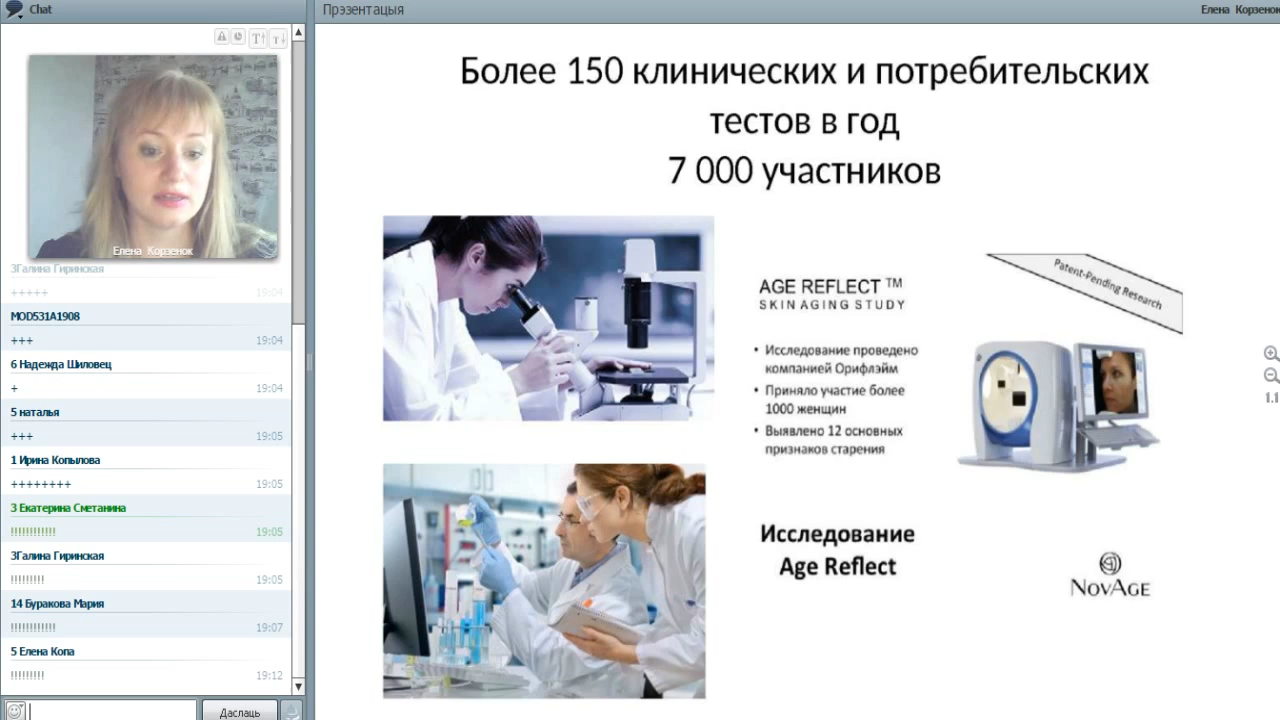 Chat
Прэзентацыя
Елена Корзенок
Елена Корзенок
3Галина Гиринская
+++++ 19:04
MOD531A1908
+++ 19:04
6 Надежда Шиловец
+ 19:04
5 наталья
+++ 19:05
1 Ирина Копылова
++++++++ 19:05
3 Екатерина Сметанина
!!!!!!!!!!!! 19:05
3Галина Гиринская
!!!!!!!!! 19:05
14 Буракова Мария
!!!!!!!!!!!! 19:07
5 Елена Копа
!!!!!!!!! 19:12
Даслаць
Более 150 клинических и потребительских
тестов в год
7 000 участников
AGE REFLECT ™
SKIN AGING STUDY
Patent-Pending Research
• Исследование проведено
компанией Орифлэйм
• Приняло участие более
1000 женщин
• Выявлено 12 основных
признаков старения
Исследование
Age Reflect
NOVAGE
1.1